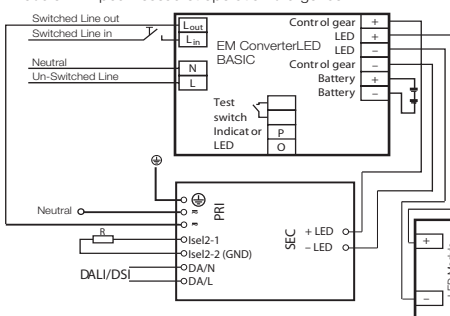 Switched Line out
Switched Line in
Neutral
Un-Switched Line
Lout
Lin
N
L
EM ConverterLED
BASIC
Control gear +
LED +
LED –
Control gear –
Battery +
Battery –
Test
switch
Indicator
LED
P
O
Neutral
R
PRI
≈
≈
Isel2-1
Isel2-2 (GND)
DALI/DSI
DA/N
DA/L
SEC
+ LED
– LED
+
–